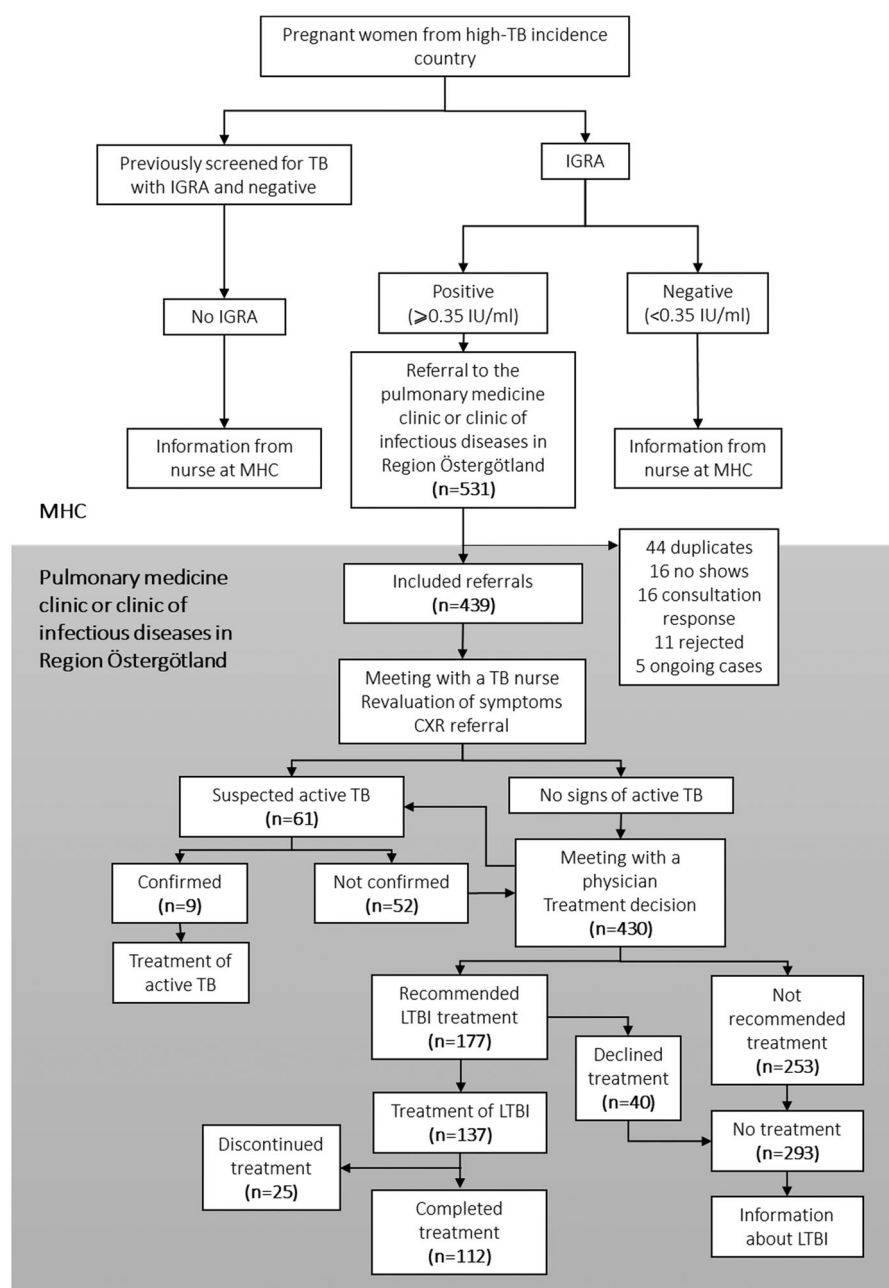 Pregnant women from high-TB incidence
country
Previously screened for TB
with IGRA and negative
IGRA
Positive
(⩾0.35 IU/ml)
Negative
(<0.35 IU/ml)
No IGRA
Referral to the
pulmonary medicine
clinic or clinic of
infectious diseases in
Region Östergötland
(n=531)
Information from
nurse at MHC
Information from
nurse at MHC
MHC
44 duplicates
16 no shows
16 consultation
response
11 rejected
5 ongoing cases
Pulmonary medicine
clinic or clinic of
infectious diseases in
Region Östergötland
Included referrals
(n=439)
Meeting with a TB nurse
Revaluation of symptoms
CXR referral
Suspected active TB
(n=61)
No signs of active TB
Confirmed
(n=9)
Not confirmed
(n=52)
Meeting with a
physician
Treatment decision
(n=430)
Treatment of
active TB
Recommended
LTBI treatment
(n=177)
Not
recommended
treatment
(n=253)
Declined
treatment
(n=40)
Treatment of LTBI
(n=137)
No treatment
(n=293)
Discontinued
treatment
(n=25)
Completed
treatment
(n=112)
Information
about LTBI